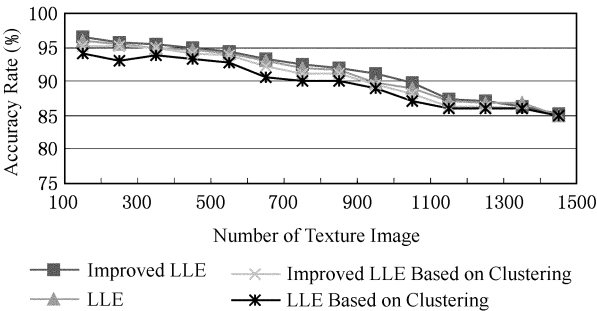 100
95
90
85
80
75
Accuracy Rate (%)
100 300 500 700 900 1100 1300 1500
Number of Texture Image
Improved LLE
Improved LLE Based on Clustering
LLE
LLE Based on Clustering